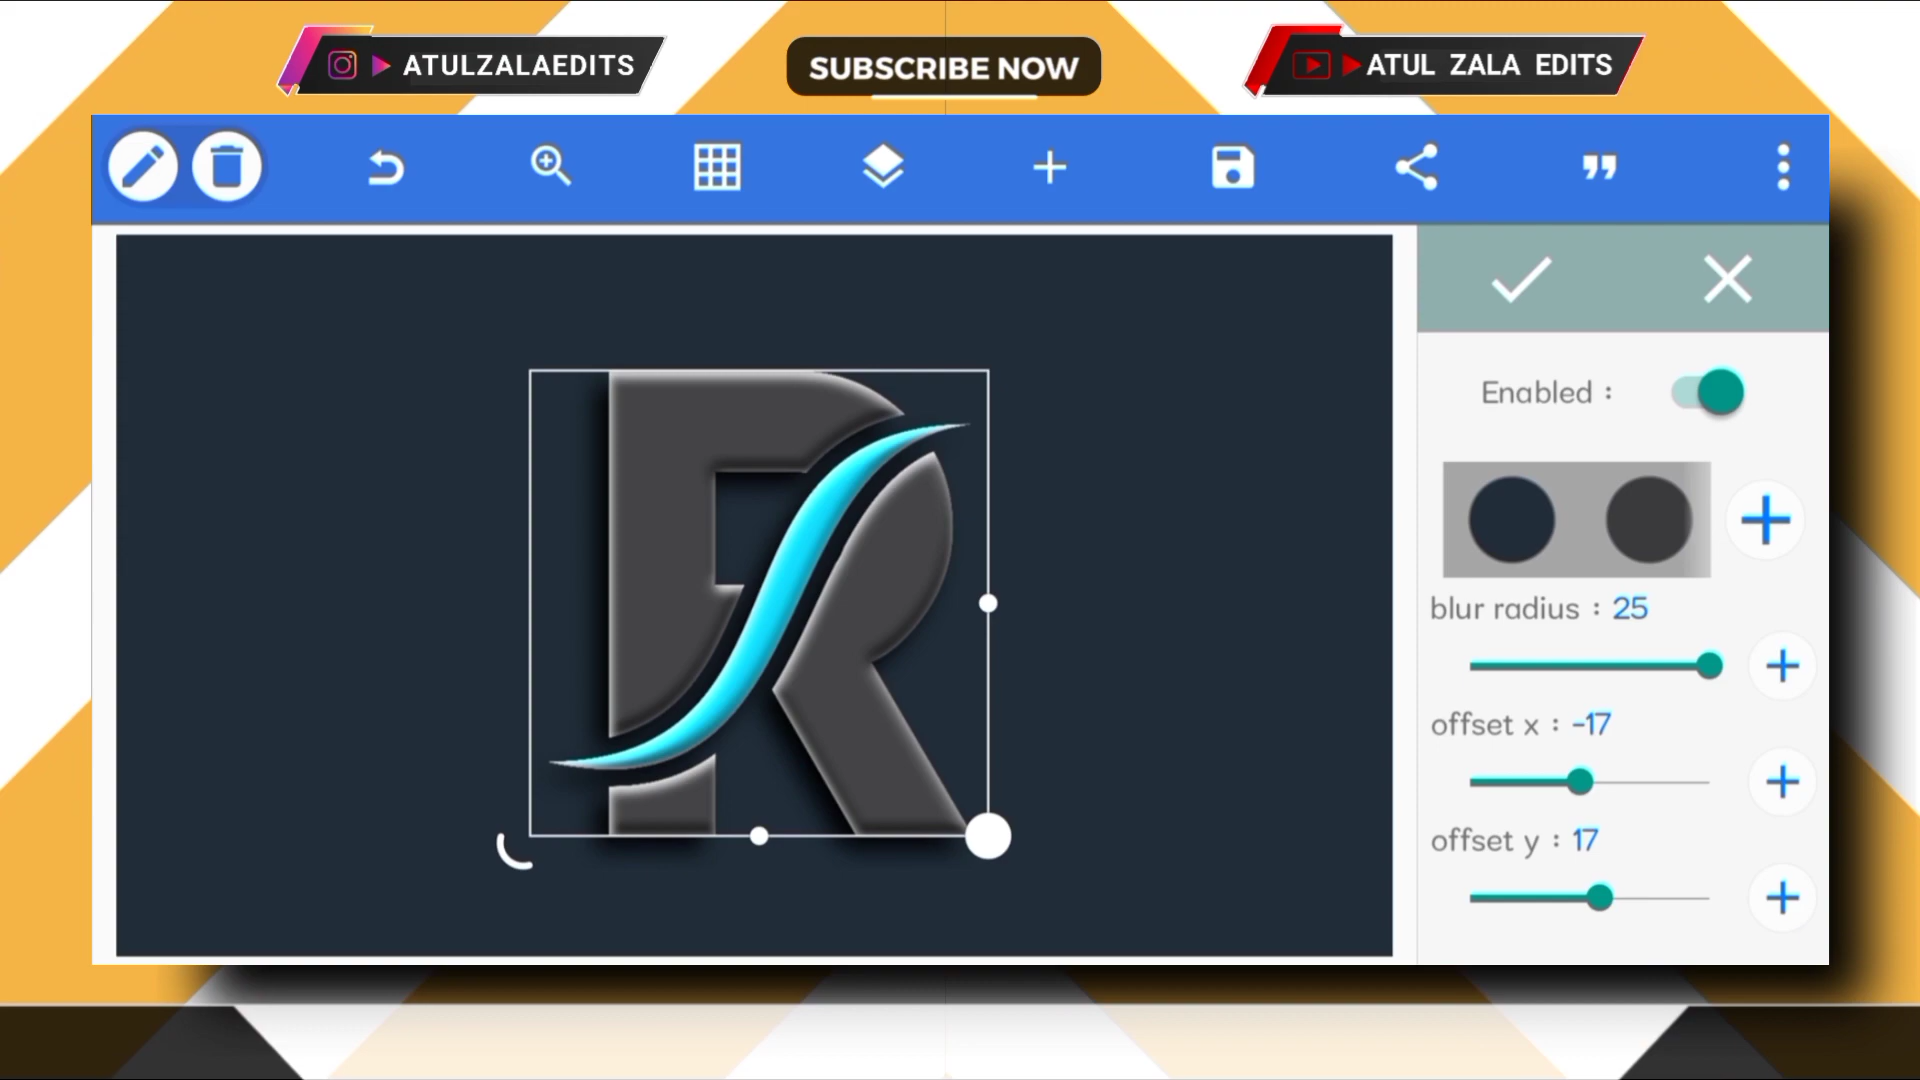 ATULZALAEDITS
SUBSCRIBE NOW
ATUL ZALA EDITS
Enabled :
blur radius : 25
offset x : -17
offset y : 17
R